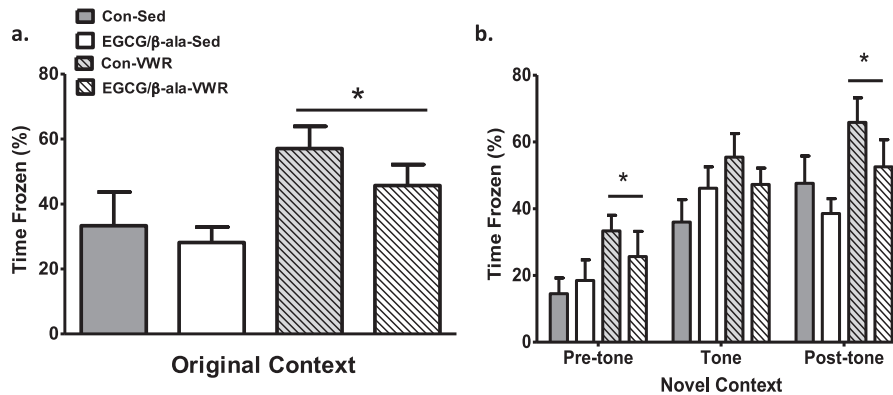 a.
Con-Sed
EGCG/β-ala-Sed
Con-VWR
EGCG/β-ala-VWR
*
Time Frozen (%)
80
60
40
20
0
Original Context
b.
*
*
Time Frozen (%)
80
60
40
20
0
Pre-tone Tone Post-tone
Novel Context